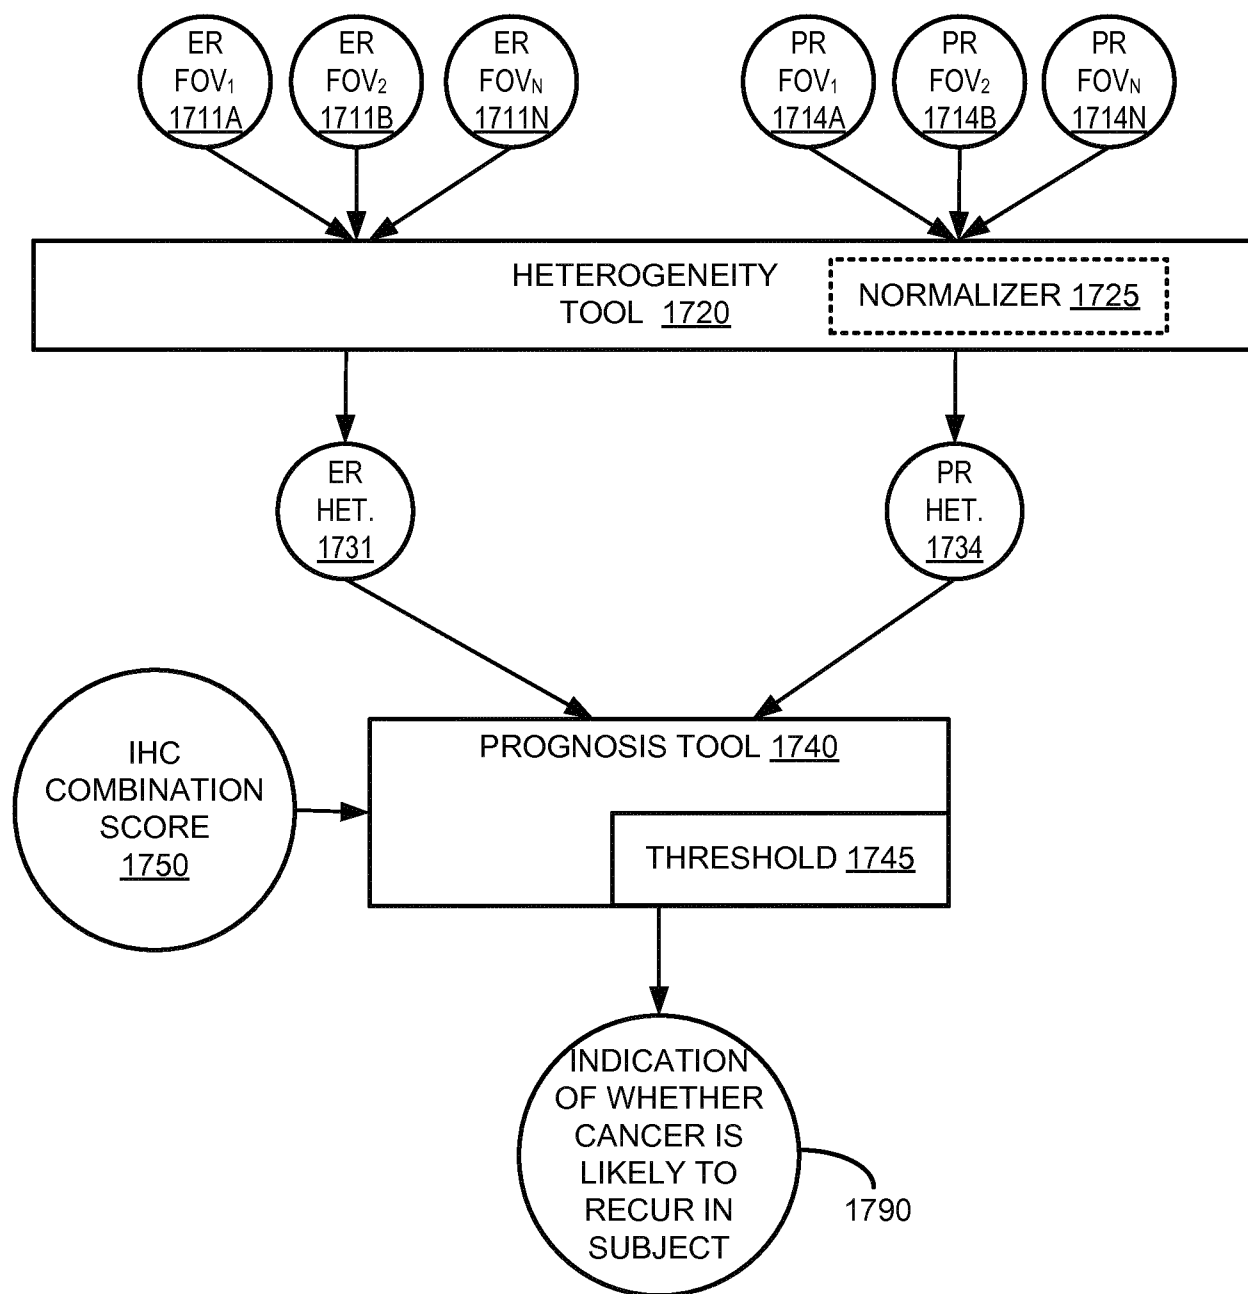 ER
FOV₁
1711A
ER
FOV₂
1711B
ER
FOVN
1711N
PR
FOV₁
1714A
PR
FOV₂
1714B
PR
FOVN
1714N
HETEROGENEITY
TOOL 1720
NORMALIZER 1725
ER
HET.
1731
PR
HET.
1734
IHC
COMBINATION
SCORE
1750
PROGNOSIS TOOL 1740
THRESHOLD 1745
INDICATION
OF WHETHER
CANCER IS
LIKELY TO
RECUR IN
SUBJECT
1790